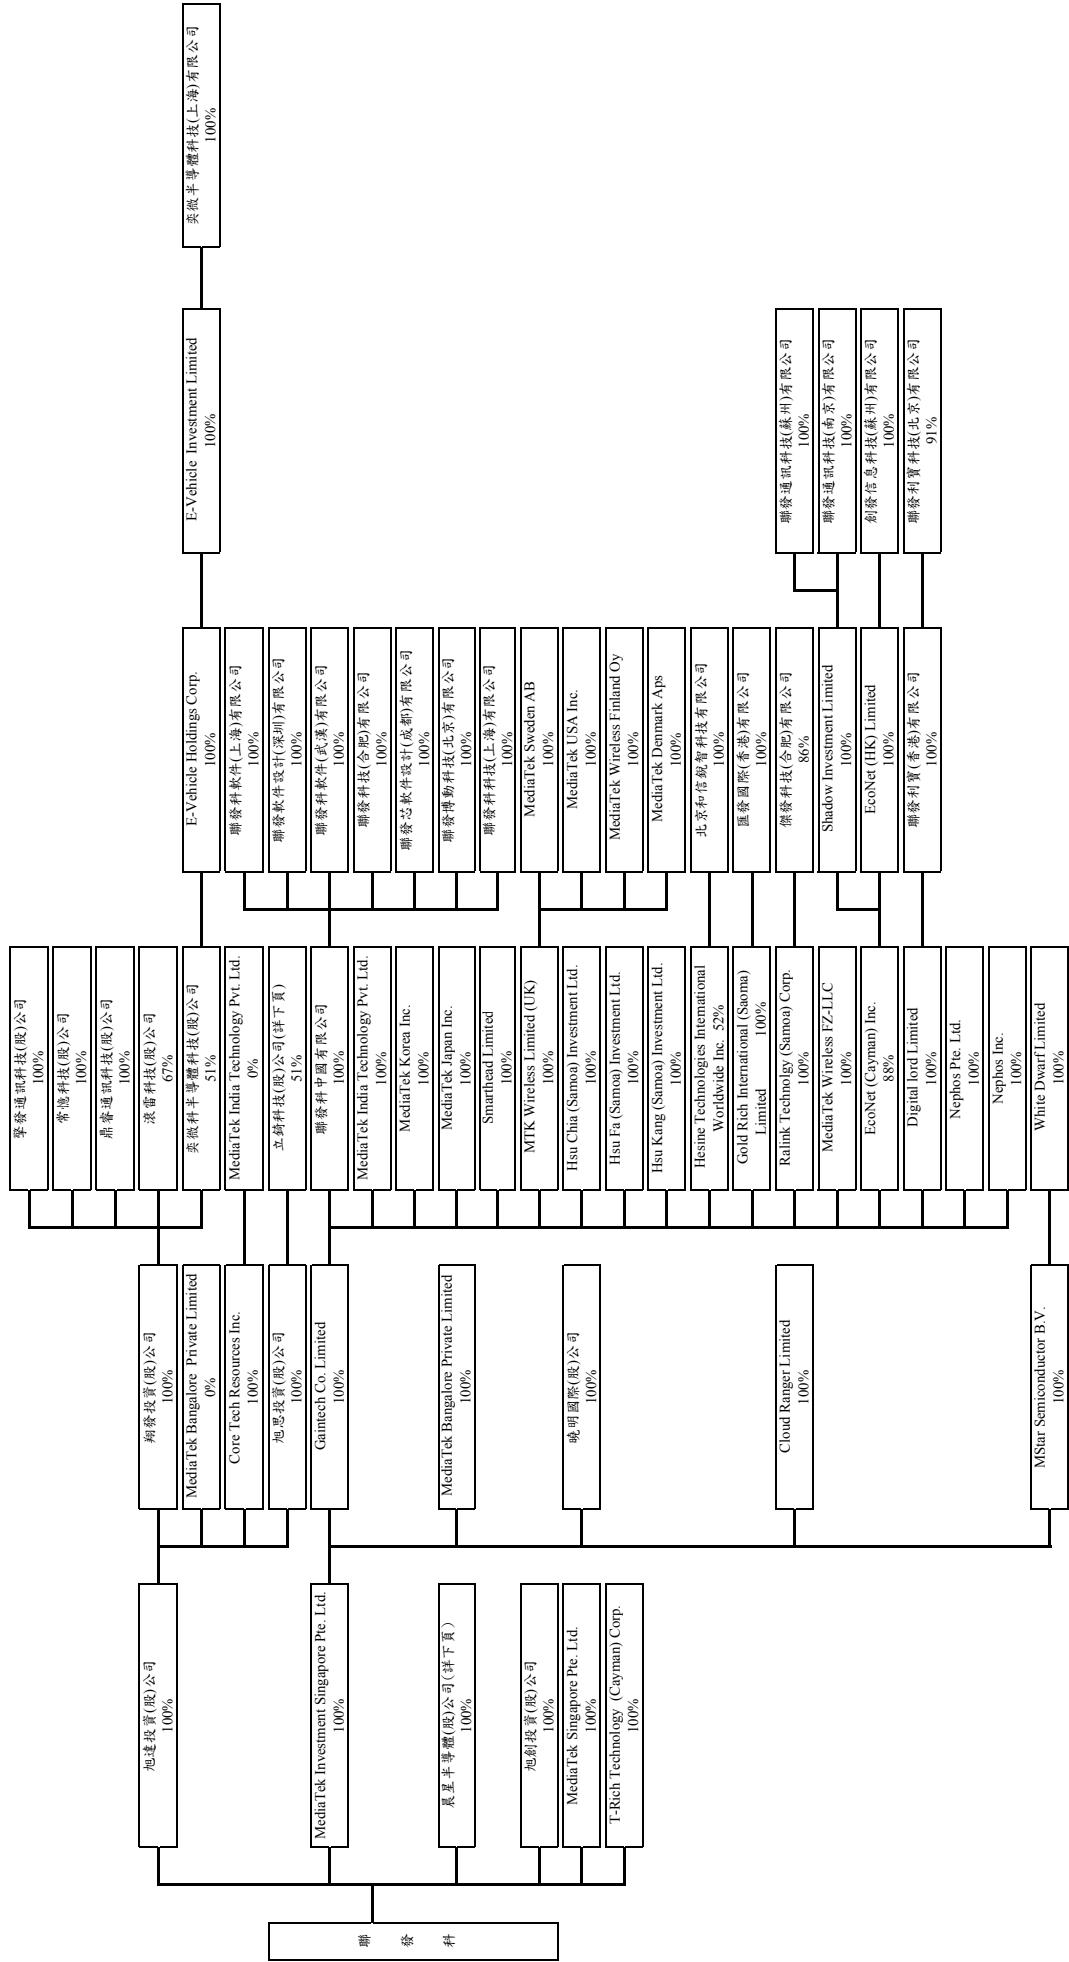 聯 發 科
旭達投資(股)公司
100%
MediaTek Investment Singapore Pte. Ltd.
100%
晨星半導體(股)公司(詳下頁)
100%
旭創投資(股)公司
100%
MediaTek Singapore Pte. Ltd.
100%
T-Rich Technology (Cayman) Corp.
100%
翔發投資(股)公司
100%
MediaTek Bangalore Private Limited
0%
Core Tech Resources Inc.
100%
旭思投資(股)公司
100%
Gaintech Co. Limited
100%
MediaTek Bangalore Private Limited
100%
曉明國際(股)公司
100%
Cloud Ranger Limited
100%
MStar Semiconductor B.V.
100%
擎發通訊科技(股)公司
100%
常憶科技(股)公司
100%
鼎睿通訊科技(股)公司
100%
滾雷科技(股)公司
67%
奕微科半導體科技(股)公司
51%
MediaTek India Technology Pvt. Ltd.
0%
立錡科技(股)公司(詳下頁)
51%
聯發科中國有限公司
100%
MediaTek India Technology Pvt. Ltd.
100%
MediaTek Korea Inc.
100%
MediaTek Japan Inc.
100%
Smarthead Limited
100%
MTK Wireless Limited (UK)
100%
Hsu Chia (Samoa) Investment Ltd.
100%
Hsu Fa (Samoa) Investment Ltd.
100%
Hsu Kang (Samoa) Investment Ltd.
100%
Hesine Technologies International
Worldwide Inc. 52%
Gold Rich International (Saoma)
Limited 100%
Ralink Technolgy (Samoa) Corp.
100%
MediaTek Wireless FZ-LLC
100%
EcoNet (Cayman) Inc.
88%
Digital lord Limited
100%
Nephos Pte. Ltd.
100%
Nephos Inc.
100%
White Dwarf Limited
100%
E-Vehicle Holdings Corp.
100%
聯發科軟件(上海)有限公司
100%
聯發軟件設計(深圳)有限公司
100%
聯發科軟件(武漢)有限公司
100%
聯發科技(合肥)有限公司
100%
聯發芯軟件設計(成都)有限公司
100%
聯發博動科技(北京)有限公司
100%
聯發科科技(上海)有限公司
100%
MediaTek Sweden AB
100%
MediaTek USA Inc.
100%
MediaTek Wireless Finland Oy
100%
MediaTek Denmark Aps
100%
北京和信銳智科技有限公司
100%
匯發國際(香港)有限公司
100%
傑發科技(合肥)有限公司
86%
Shadow Investment Limited
100%
EcoNet (HK) Limited
100%
聯發利寶(香港)有限公司
100%
E-Vehicle Investment Limited
100%
聯發通訊科技(蘇州)有限公司
100%
聯發通訊科技(南京)有限公司
100%
創發信息科技(蘇州)有限公司
100%
聯發利寶科技(北京)有限公司
91%
奕微半導體科技(上海)有限公司
100%